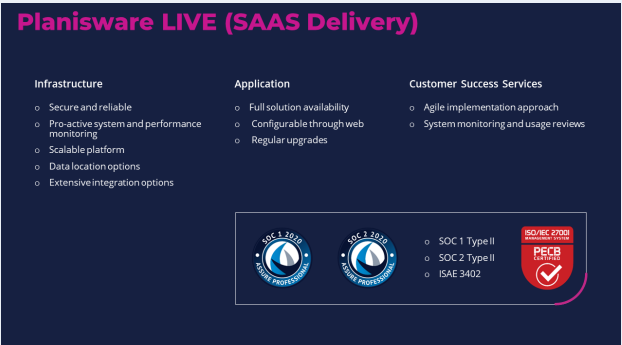 Planisware LIVE (SAAS Delivery)
Infrastructure
o Secure and reliable
o Pro-active system and performance
monitoring
o Scalable platform
o Data location options
o Extensive integration options
Application
o Full solution availability
o Configurable through web
o Regular upgrades
Customer Success Services
o Agile implementation approach
o System monitoring and usage reviews
SOC 1 2020
ASSURE PROFESSIONAL
SOC 2 2020
ASSURE PROFESSIONAL
o SOC 1 Type II
o SOC 2 Type II
o ISAE 3402
ISO/IEC 27001
MANAGEMENT SYSTEM
PECB
CERTIFIED